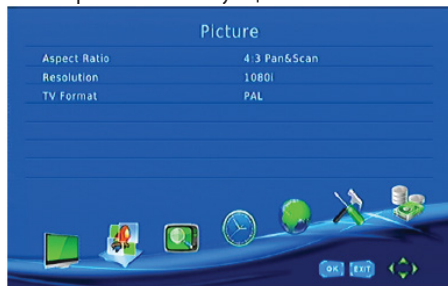 Picture
Aspect Ratio 4:3 Pan&Scan
Resolution 1080i
TV Format PAL
OK EXIT